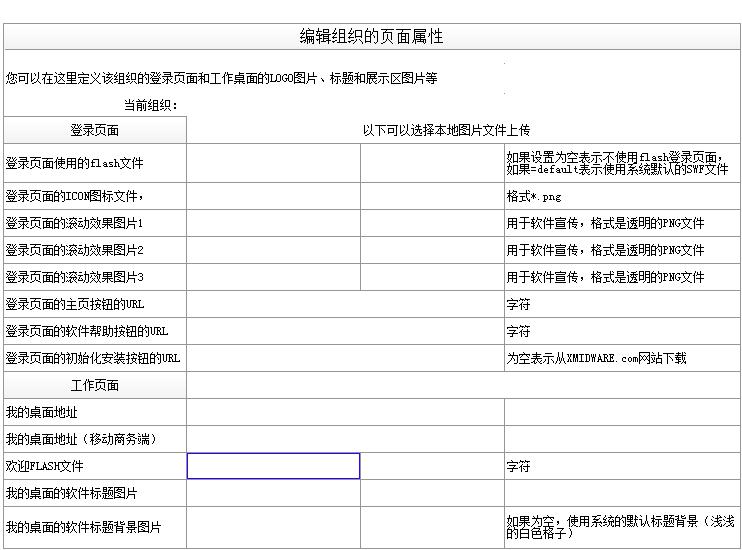 编辑组织的页面属性
您可以在这里定义该组织的登录页面和工作桌面的LOGO图片、标题和展示区图片等
当前组织：
登录页面 以下可以选择本地图片文件上传
登录页面使用的flash文件 如果设置为空表示不使用flash登录页面，
如果=default表示使用系统默认的SWF文件
登录页面的ICON图标文件， 格式*.png
登录页面的滚动效果图片1 用于软件宣传，格式是透明的PNG文件
登录页面的滚动效果图片2 用于软件宣传，格式是透明的PNG文件
登录页面的滚动效果图片3 用于软件宣传，格式是透明的PNG文件
登录页面的主页按钮的URL 字符
登录页面的软件帮助按钮的URL 字符
登录页面的初始化安装按钮的URL 为空表示从XMIDWARE.com网站下载
工作页面
我的桌面地址
我的桌面地址（移动商务端）
欢迎FLASH文件 字符
我的桌面的软件标题图片
我的桌面的软件标题背景图片 如果为空，使用系统的默认标题背景（浅浅
的白色格子）